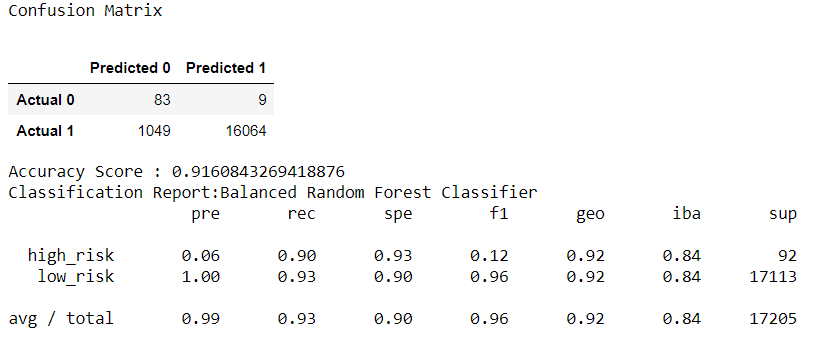 Confusion Matrix
Predicted 0 Predicted 1
Actual 0 83 9
Actual 1 1049 16064
Accuracy Score : 0.9160843269418876
Classification Report:Balanced Random Forest Classifier
pre rec spe f1 geo iba sup
high_risk 0.06 0.90 0.93 0.12 0.92 0.84 92
low_risk 1.00 0.93 0.90 0.96 0.92 0.84 17113
avg / total 0.99 0.93 0.90 0.96 0.92 0.84 17205